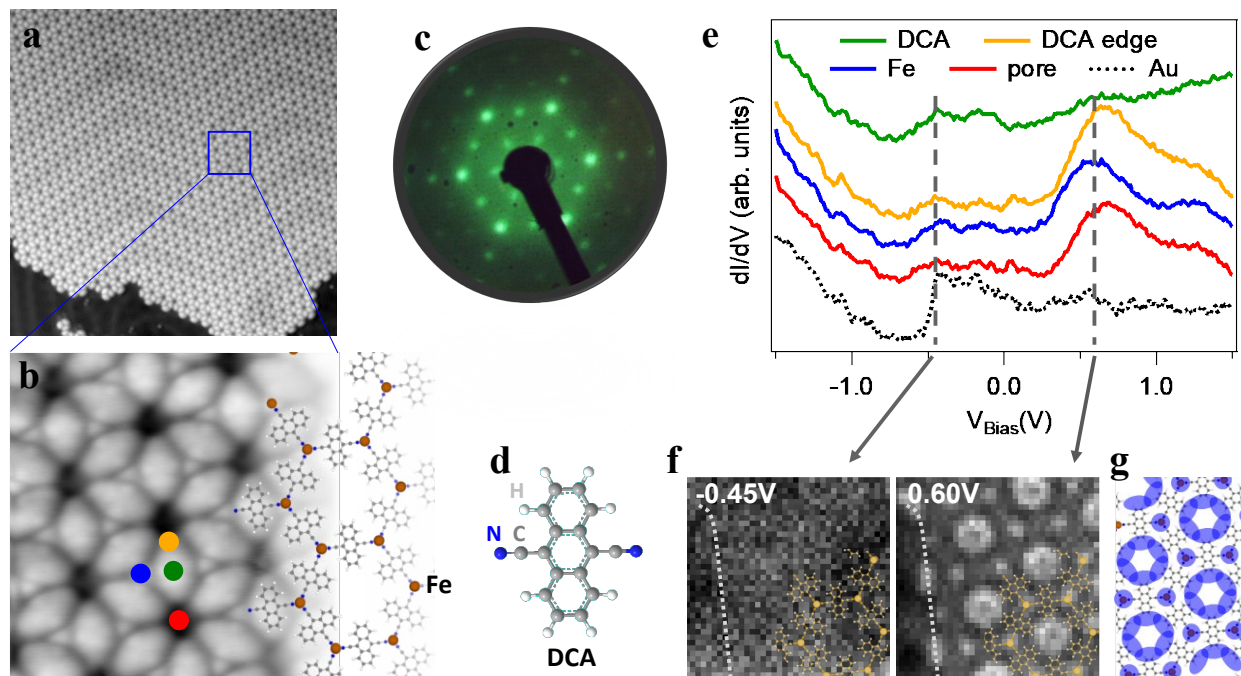 a
c
e
DCA
DCA edge
Fe
pore
Au
dI/dV (arb. units)
-1.0
0.0
1.0
V_Bias(V)
b
Fe
d
H
N
C
DCA
f
-0.45V
0.60V
g